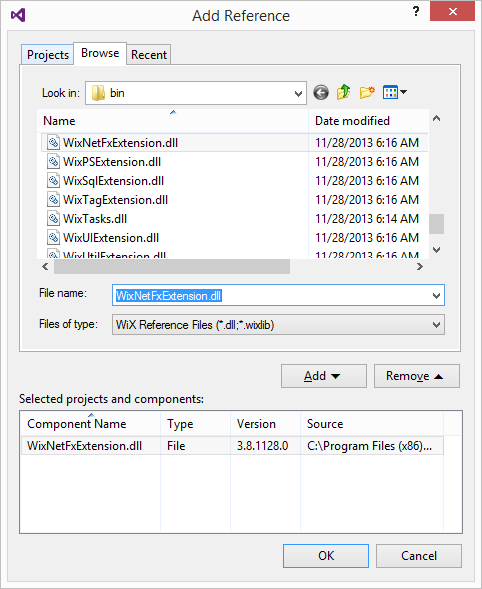 Add Reference
?
Projects Browse Recent
Look in: bin
Name Date modified
WixNetFxExtension.dll 11/28/2013 6:16 AM
WixPSExtension.dll 11/28/2013 6:16 AM
WixSqlExtension.dll 11/28/2013 6:16 AM
WixTagExtension.dll 11/28/2013 6:16 AM
WixTasks.dll 11/28/2013 6:14 AM
WixUIExtension.dll 11/28/2013 6:16 AM
WixUtilExtension.dll 11/28/2013 6:16 AM
File name: WixNetFxExtension.dll
Files of type: WiX Reference Files (*.dll;*.wixlib)
Add Remove
Selected projects and components:
Component Name Type Version Source
WixNetFxExtension.dll File 3.8.1128.0 C:\Program Files (x86)...
OK Cancel